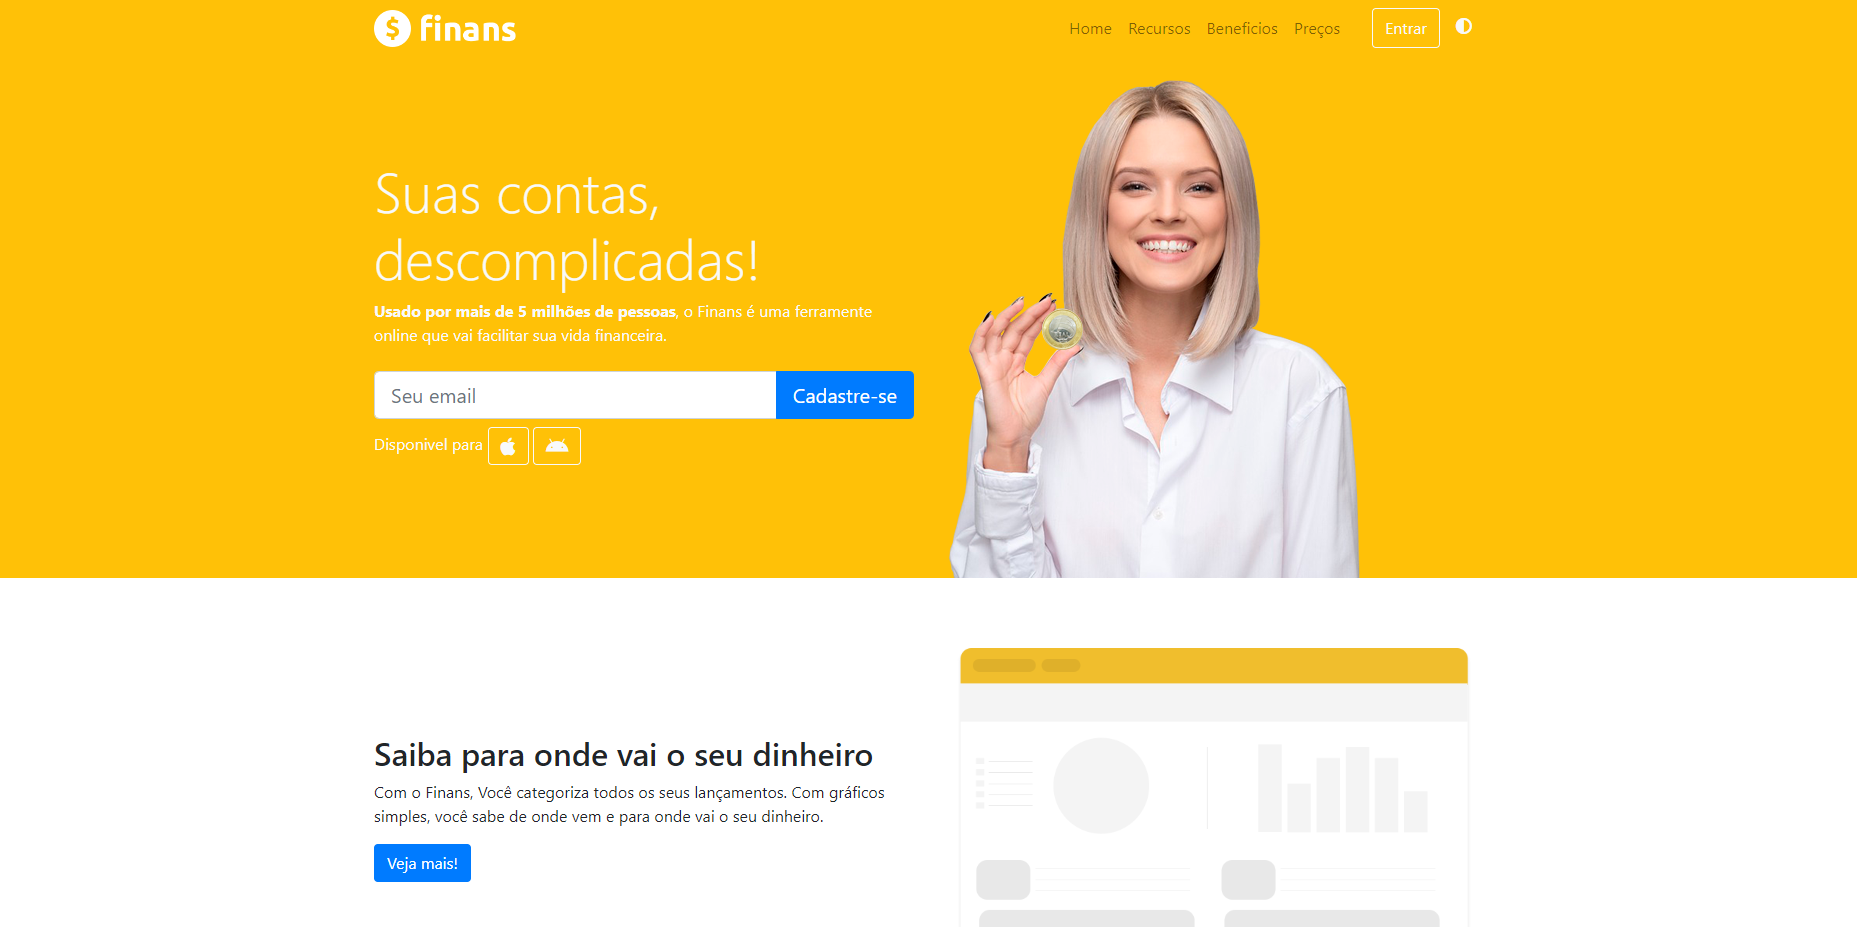 finans
Home Recursos Beneficios Preços Entrar
Suas contas,
descomplicadas!
Usado por mais de 5 milhões de pessoas, o Finans é uma ferramente
online que vai facilitar sua vida financeira.
Seu email Cadastre-se
Disponivel para
Saiba para onde vai o seu dinheiro
Com o Finans, Você categoriza todos os seus lançamentos. Com gráficos
simples, você sabe de onde vem e para onde vai o seu dinheiro.
Veja mais!